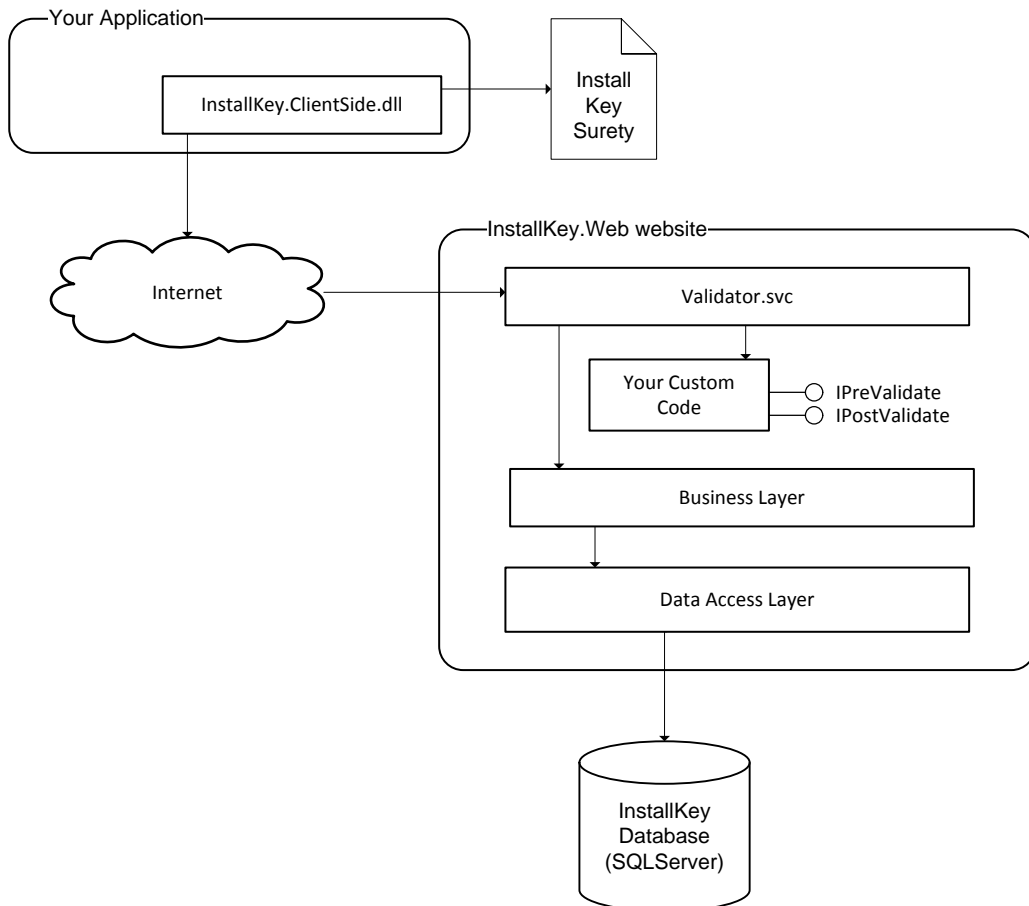 Your Application
InstallKey.ClientSide.dll
Install
Key
Surety
InstallKey.Web website
Internet
Validator.svc
Your Custom
Code
IPreValidate
IPostValidate
Business Layer
Data Access Layer
InstallKey
Database
(SQLServer)